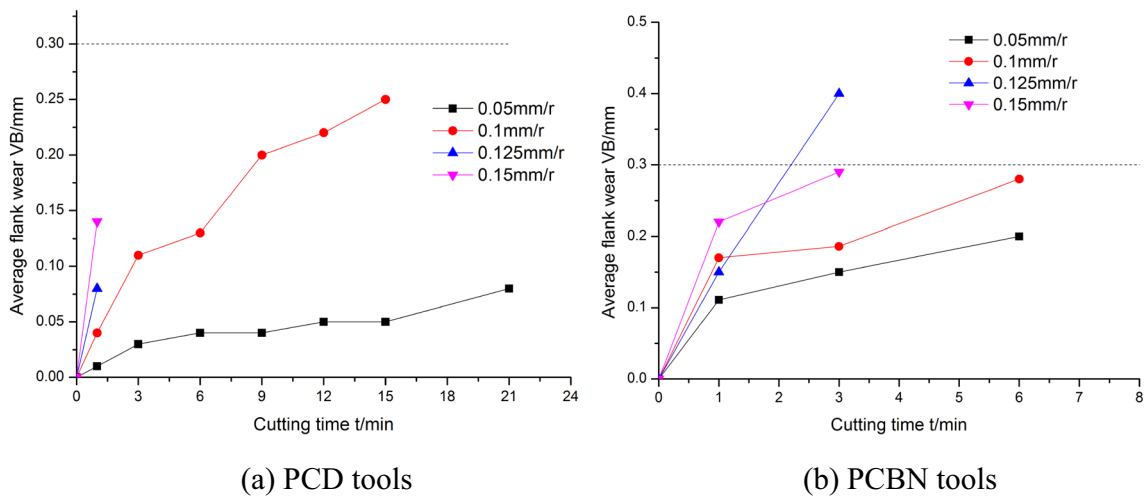 0.30
0.25
0.20
0.15
0.10
0.05
0.00
Average flank wear VB/mm
0.05mm/r
0.1mm/r
0.125mm/r
0.15mm/r
0 3 6 9 12 15 18 21 24
Cutting time t/min
(a) PCD tools
0.5
0.4
0.3
0.2
0.1
0.0
Average flank wear VB/mm
0.05mm/r
0.1mm/r
0.125mm/r
0.15mm/r
0 1 2 3 4 5 6 7 8
Cutting time t/min
(b) PCBN tools